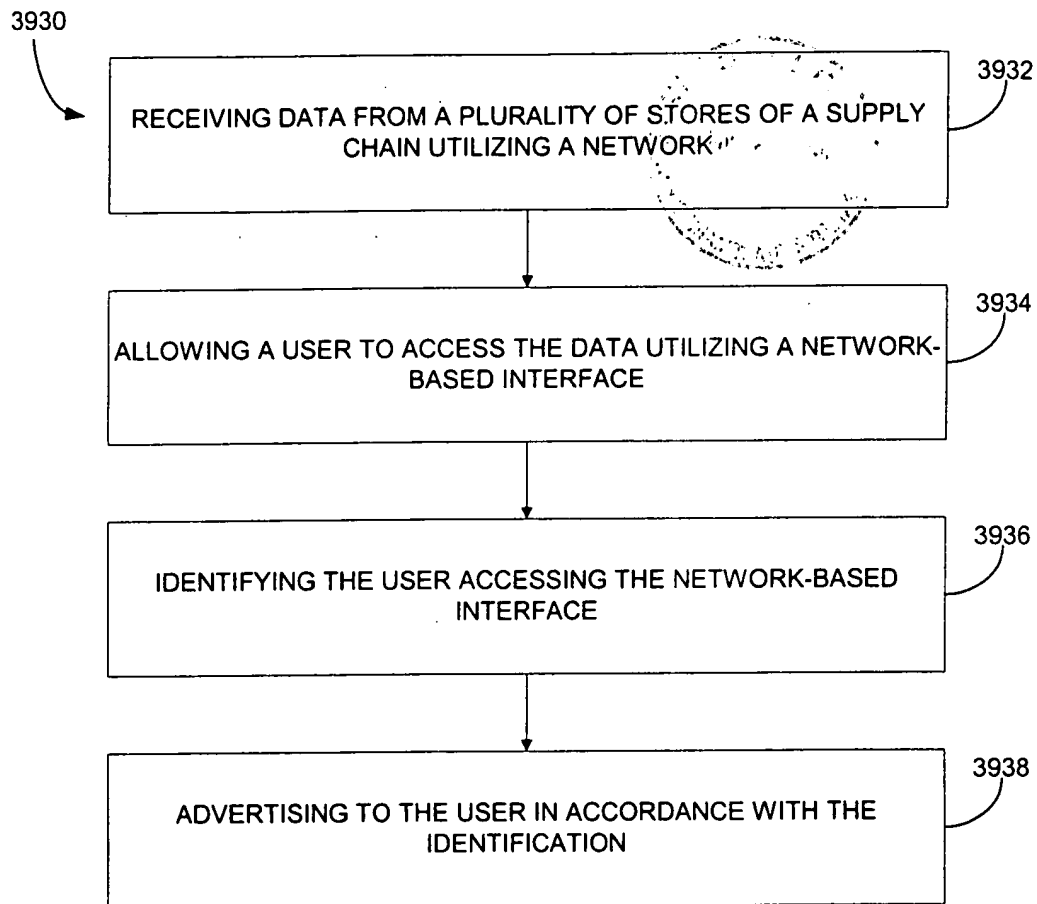 3930
3932
RECEIVING DATA FROM A PLURALITY OF STORES OF A SUPPLY
CHAIN UTILIZING A NETWORK
3934
ALLOWING A USER TO ACCESS THE DATA UTILIZING A NETWORK-
BASED INTERFACE
3936
IDENTIFYING THE USER ACCESSING THE NETWORK-BASED
INTERFACE
3938
ADVERTISING TO THE USER IN ACCORDANCE WITH THE
IDENTIFICATION